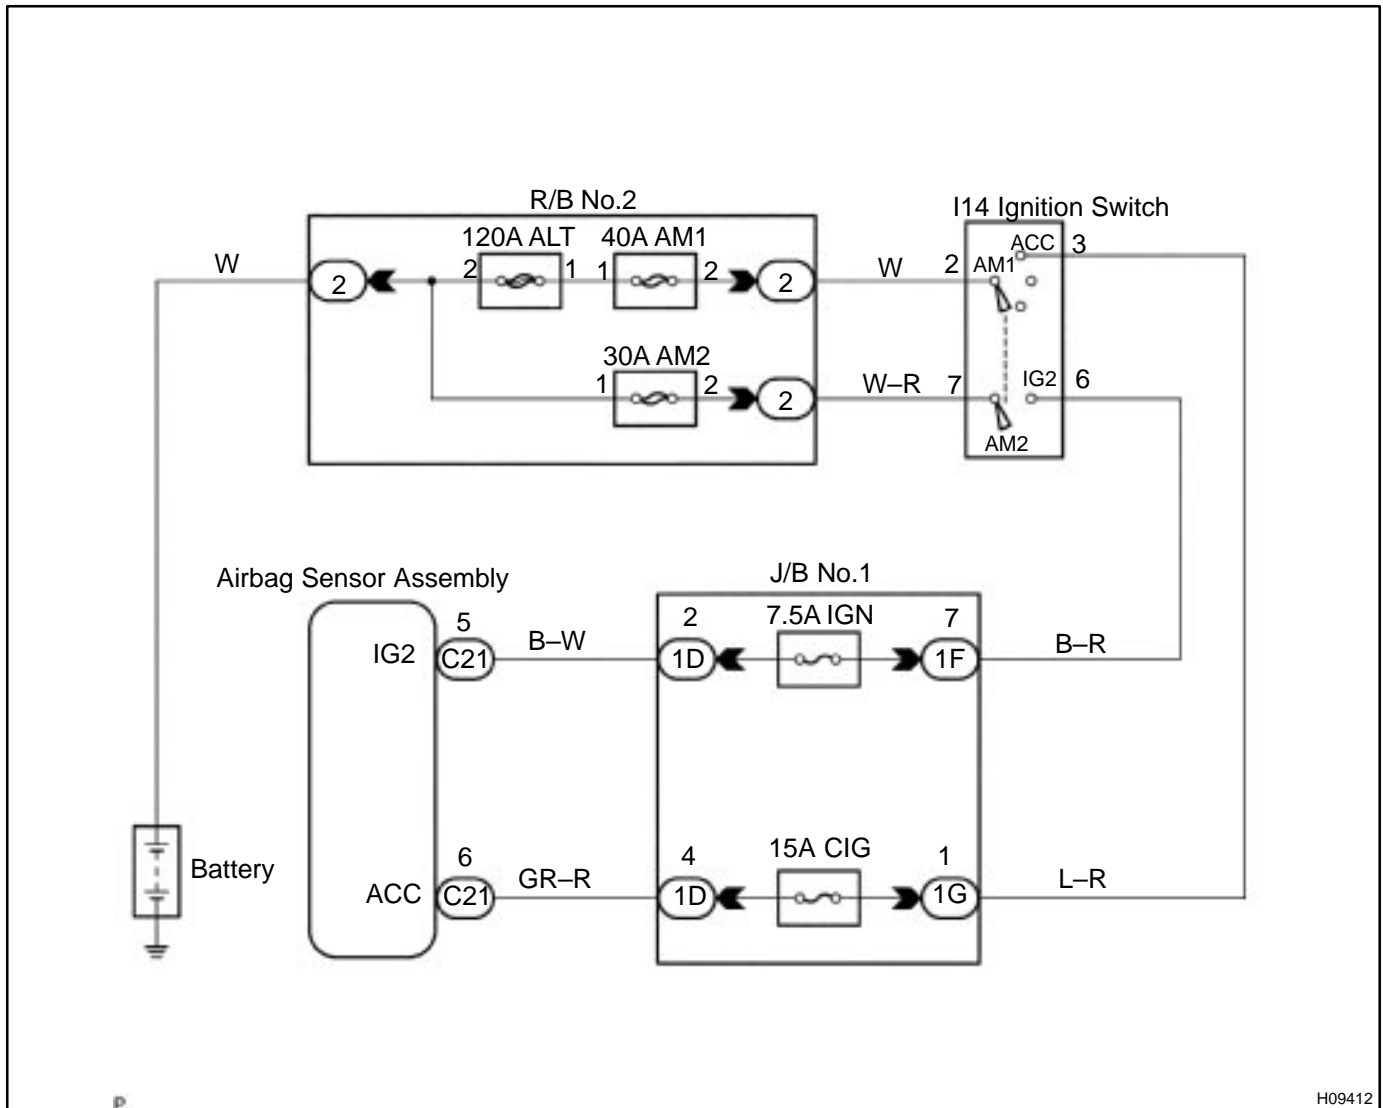 R/B No.2
I14 Ignition Switch
120A ALT
40A AM1
ACC
3
W
2
2
1
1
2
2
W
2
AM1
30A AM2
1
2
2
W–R
7
IG2
6
AM2
Airbag Sensor Assembly
J/B No.1
5
2
7.5A IGN
7
IG2
C21
B–W
1D
1F
B–R
Battery
6
4
15A CIG
1
ACC
C21
GR–R
1D
1G
L–R
P
H09412